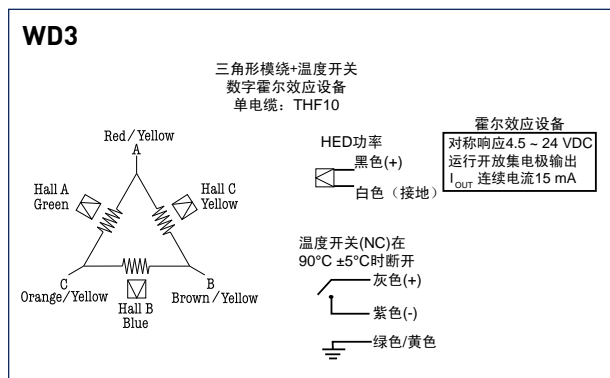 WD3
三角形模绕+温度开关
数字霍尔效应设备
单电缆：THF10
Red/Yellow
A
Hall A
Green
Hall C
Yellow
C
Orange/Yellow
Hall B
Blue
B
Brown/Yellow
HED功率
黑色(+)
白色（接地）
霍尔效应设备
对称响应4.5 ~ 24 VDC
运行开放集电极输出
I_OUT 连续电流15 mA
温度开关(NC)在
90°C ±5°C时断开
灰色(+)
紫色(-)
绿色/黄色